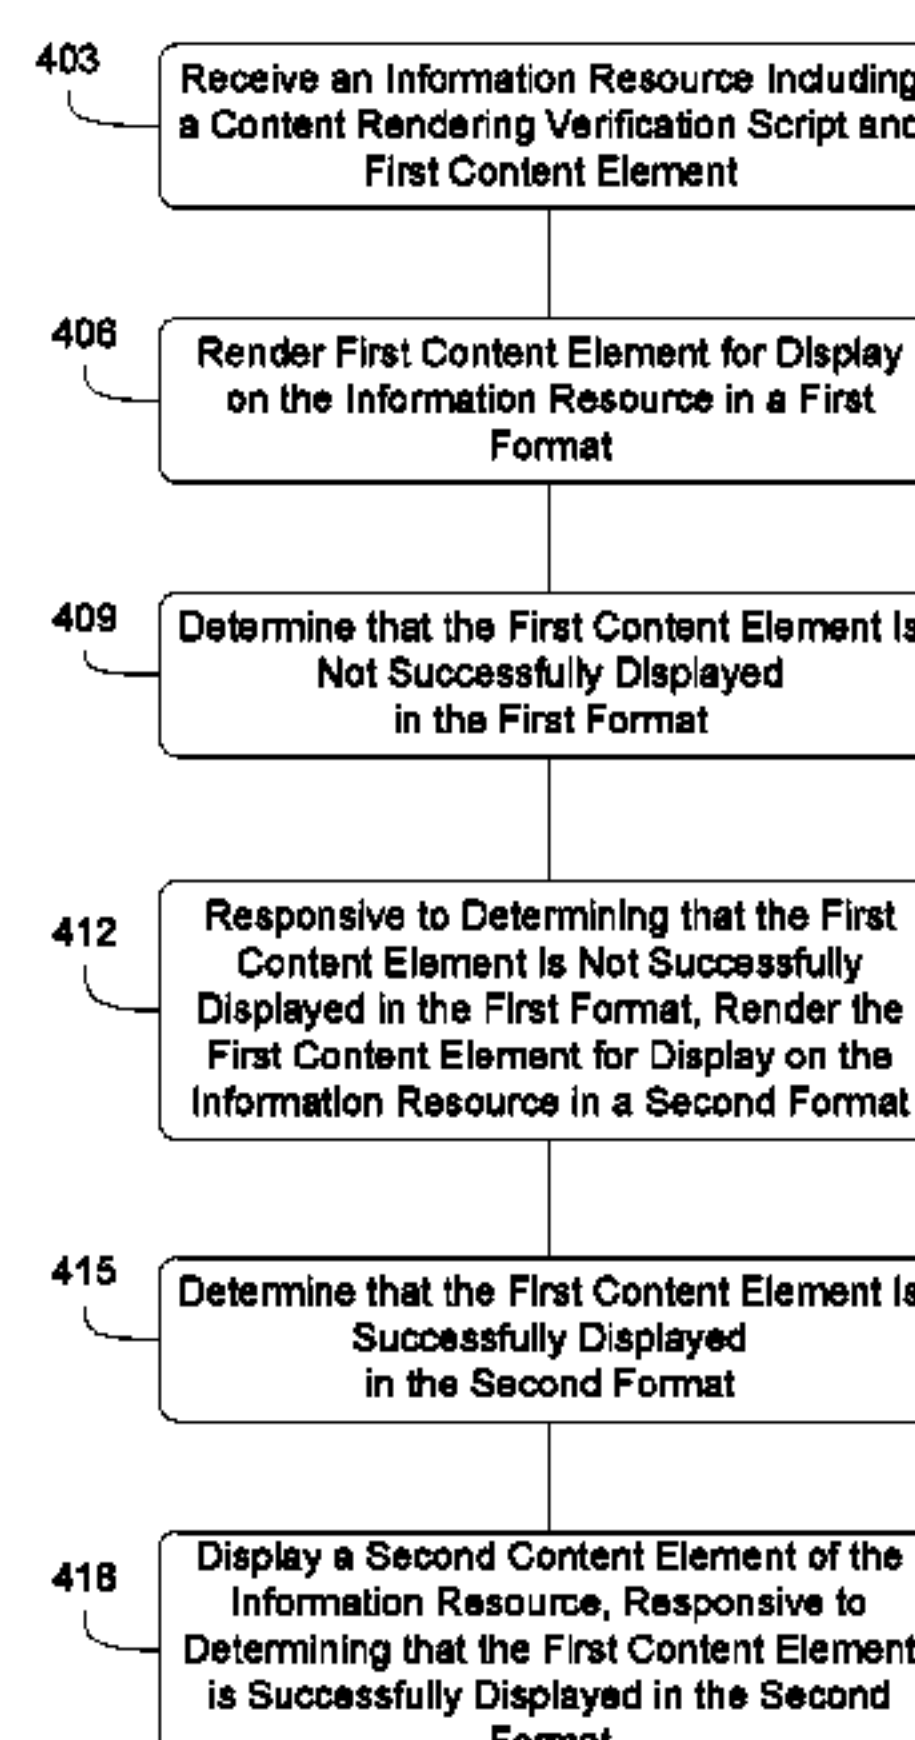 403
Receive an Information Resource Including
a Content Rendering Verification Script and
First Content Element
406
Render First Content Element for Display
on the Information Resource in a First
Format
409
Determine that the First Content Element Is
Not Successfully Displayed
in the First Format
412
Responsive to Determining that the First
Content Element Is Not Successfully
Displayed in the First Format, Render the
First Content Element for Display on the
Information Resource in a Second Format
415
Determine that the First Content Element Is
Successfully Displayed
in the Second Format
418
Display a Second Content Element of the
Information Resource, Responsive to
Determining that the First Content Element
is Successfully Displayed in the Second
Format